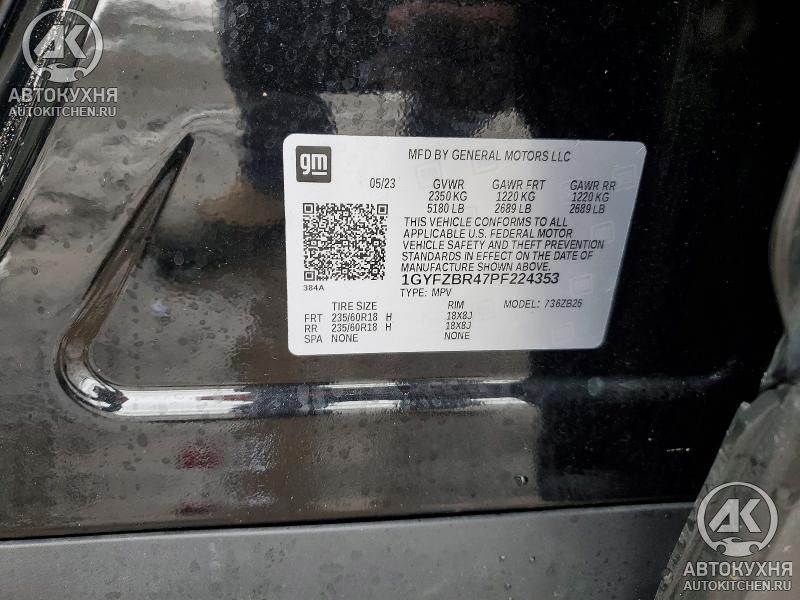 АК
АВТОКУХНЯ
AUTOKITCHEN.RU
gm
MFD BY GENERAL MOTORS LLC
05/23 GVWR GAWR FRT GAWR RR
2350 KG 1220 KG 1220 KG
5180 LB 2689 LB 2689 LB
THIS VEHICLE CONFORMS TO ALL
APPLICABLE U.S. FEDERAL MOTOR
VEHICLE SAFETY AND THEFT PREVENTION
STANDARDS IN EFFECT ON THE DATE OF
MANUFACTURE SHOWN ABOVE.
1GYFZBR47PF224353
384A
TYPE: MPV MODEL: 736ZB26
TIRE SIZE RIM
FRT 235/60R18 H 18X8J
RR 235/60R18 H 18X8J
SPA NONE NONE
АК
АВТОКУХНЯ
AUTOKITCHEN.RU